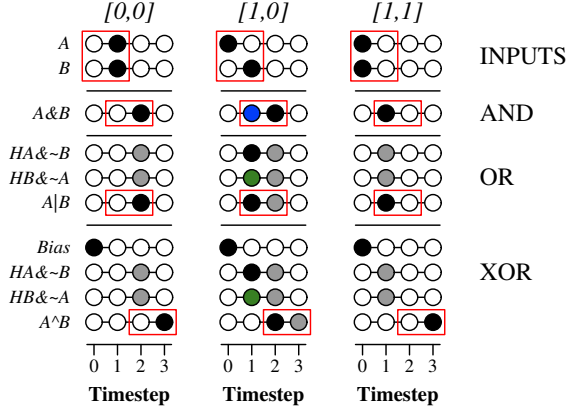 [0,0] [1,0] [1,1]
A
B
INPUTS
A&B
AND
HA&~B
HB&~A
A|B
OR
Bias
HA&~B
HB&~A
A^B
XOR
0 1 2 3 0 1 2 3 0 1 2 3
Timestep Timestep Timestep